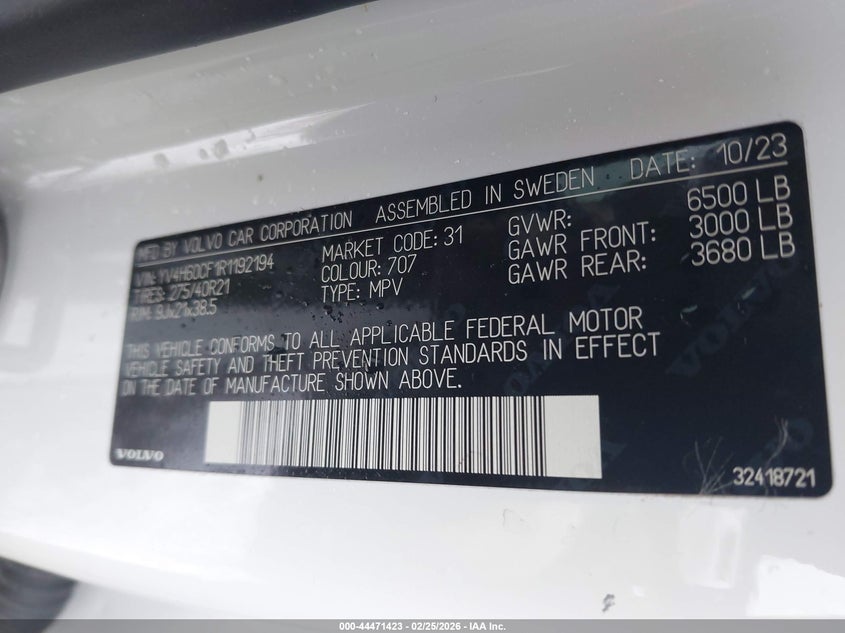 MFD BY VOLVO CAR CORPORATION ASSEMBLED IN SWEDEN DATE: 10/23
VIN: YV4H60CF1R1192194 MARKET CODE: 31 GVWR: 6500 LB
TIRES: 275/40R21 COLOUR: 707 GAWR FRONT: 3000 LB
RIM: 9Jx21x38.5 TYPE: MPV GAWR REAR: 3680 LB
THIS VEHICLE CONFORMS TO ALL APPLICABLE FEDERAL MOTOR
VEHICLE SAFETY AND THEFT PREVENTION STANDARDS IN EFFECT
ON THE DATE OF MANUFACTURE SHOWN ABOVE.
VOLVO 32418721
000-44471423 - 02/25/2026 - IAA Inc.